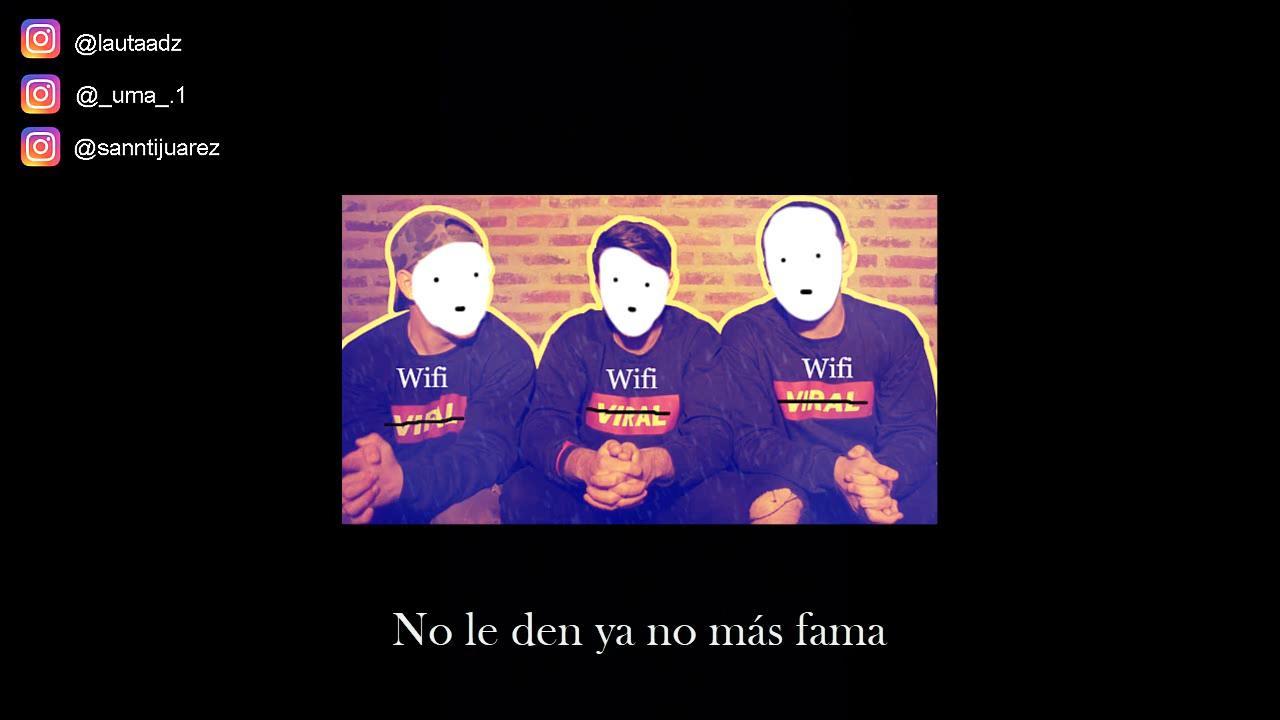 @lautaadz
@_uma_.1
@sanntijuarez
Wifi
VIRAL
Wifi
VIRAL
Wifi
VIRAL
No le den ya no más fama